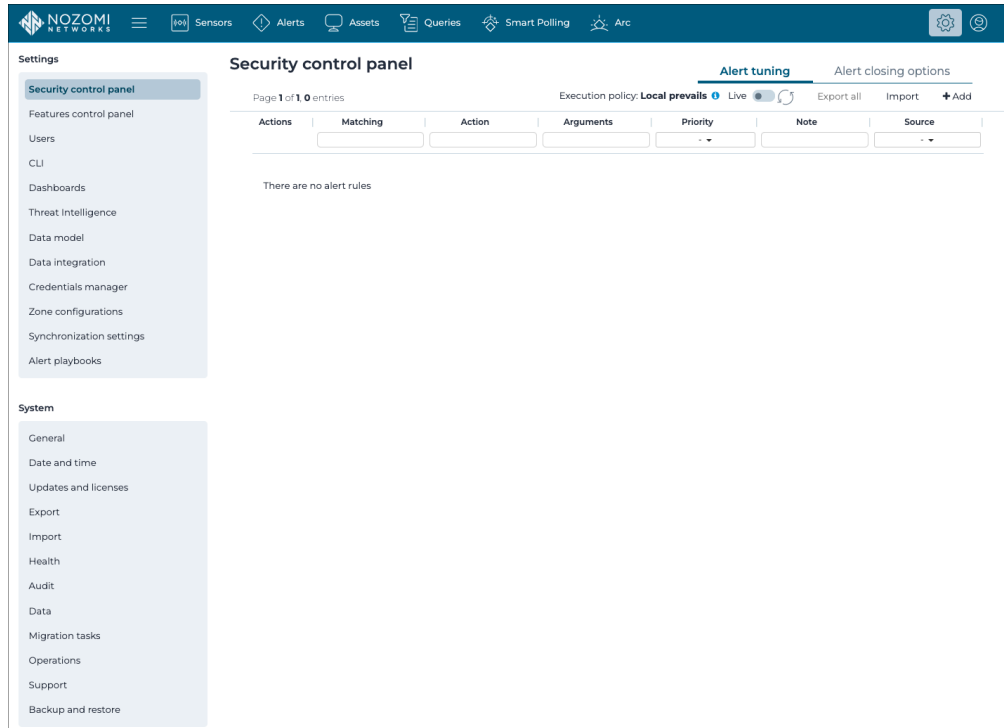 NOZOMI
NETWORKS
Sensors
Alerts
Assets
Queries
Smart Polling
Arc
Settings
Security control panel
Features control panel
Users
CLI
Dashboards
Threat Intelligence
Data model
Data integration
Credentials manager
Zone configurations
Synchronization settings
Alert playbooks
System
General
Date and time
Updates and licenses
Export
Import
Health
Audit
Data
Migration tasks
Operations
Support
Backup and restore
Security control panel
Alert tuning
Alert closing options
Page 1 of 1, 0 entries
Execution policy: Local prevails
Live
Export all
Import
+ Add
Actions
Matching
Action
Arguments
Priority
Note
Source
-
-
There are no alert rules